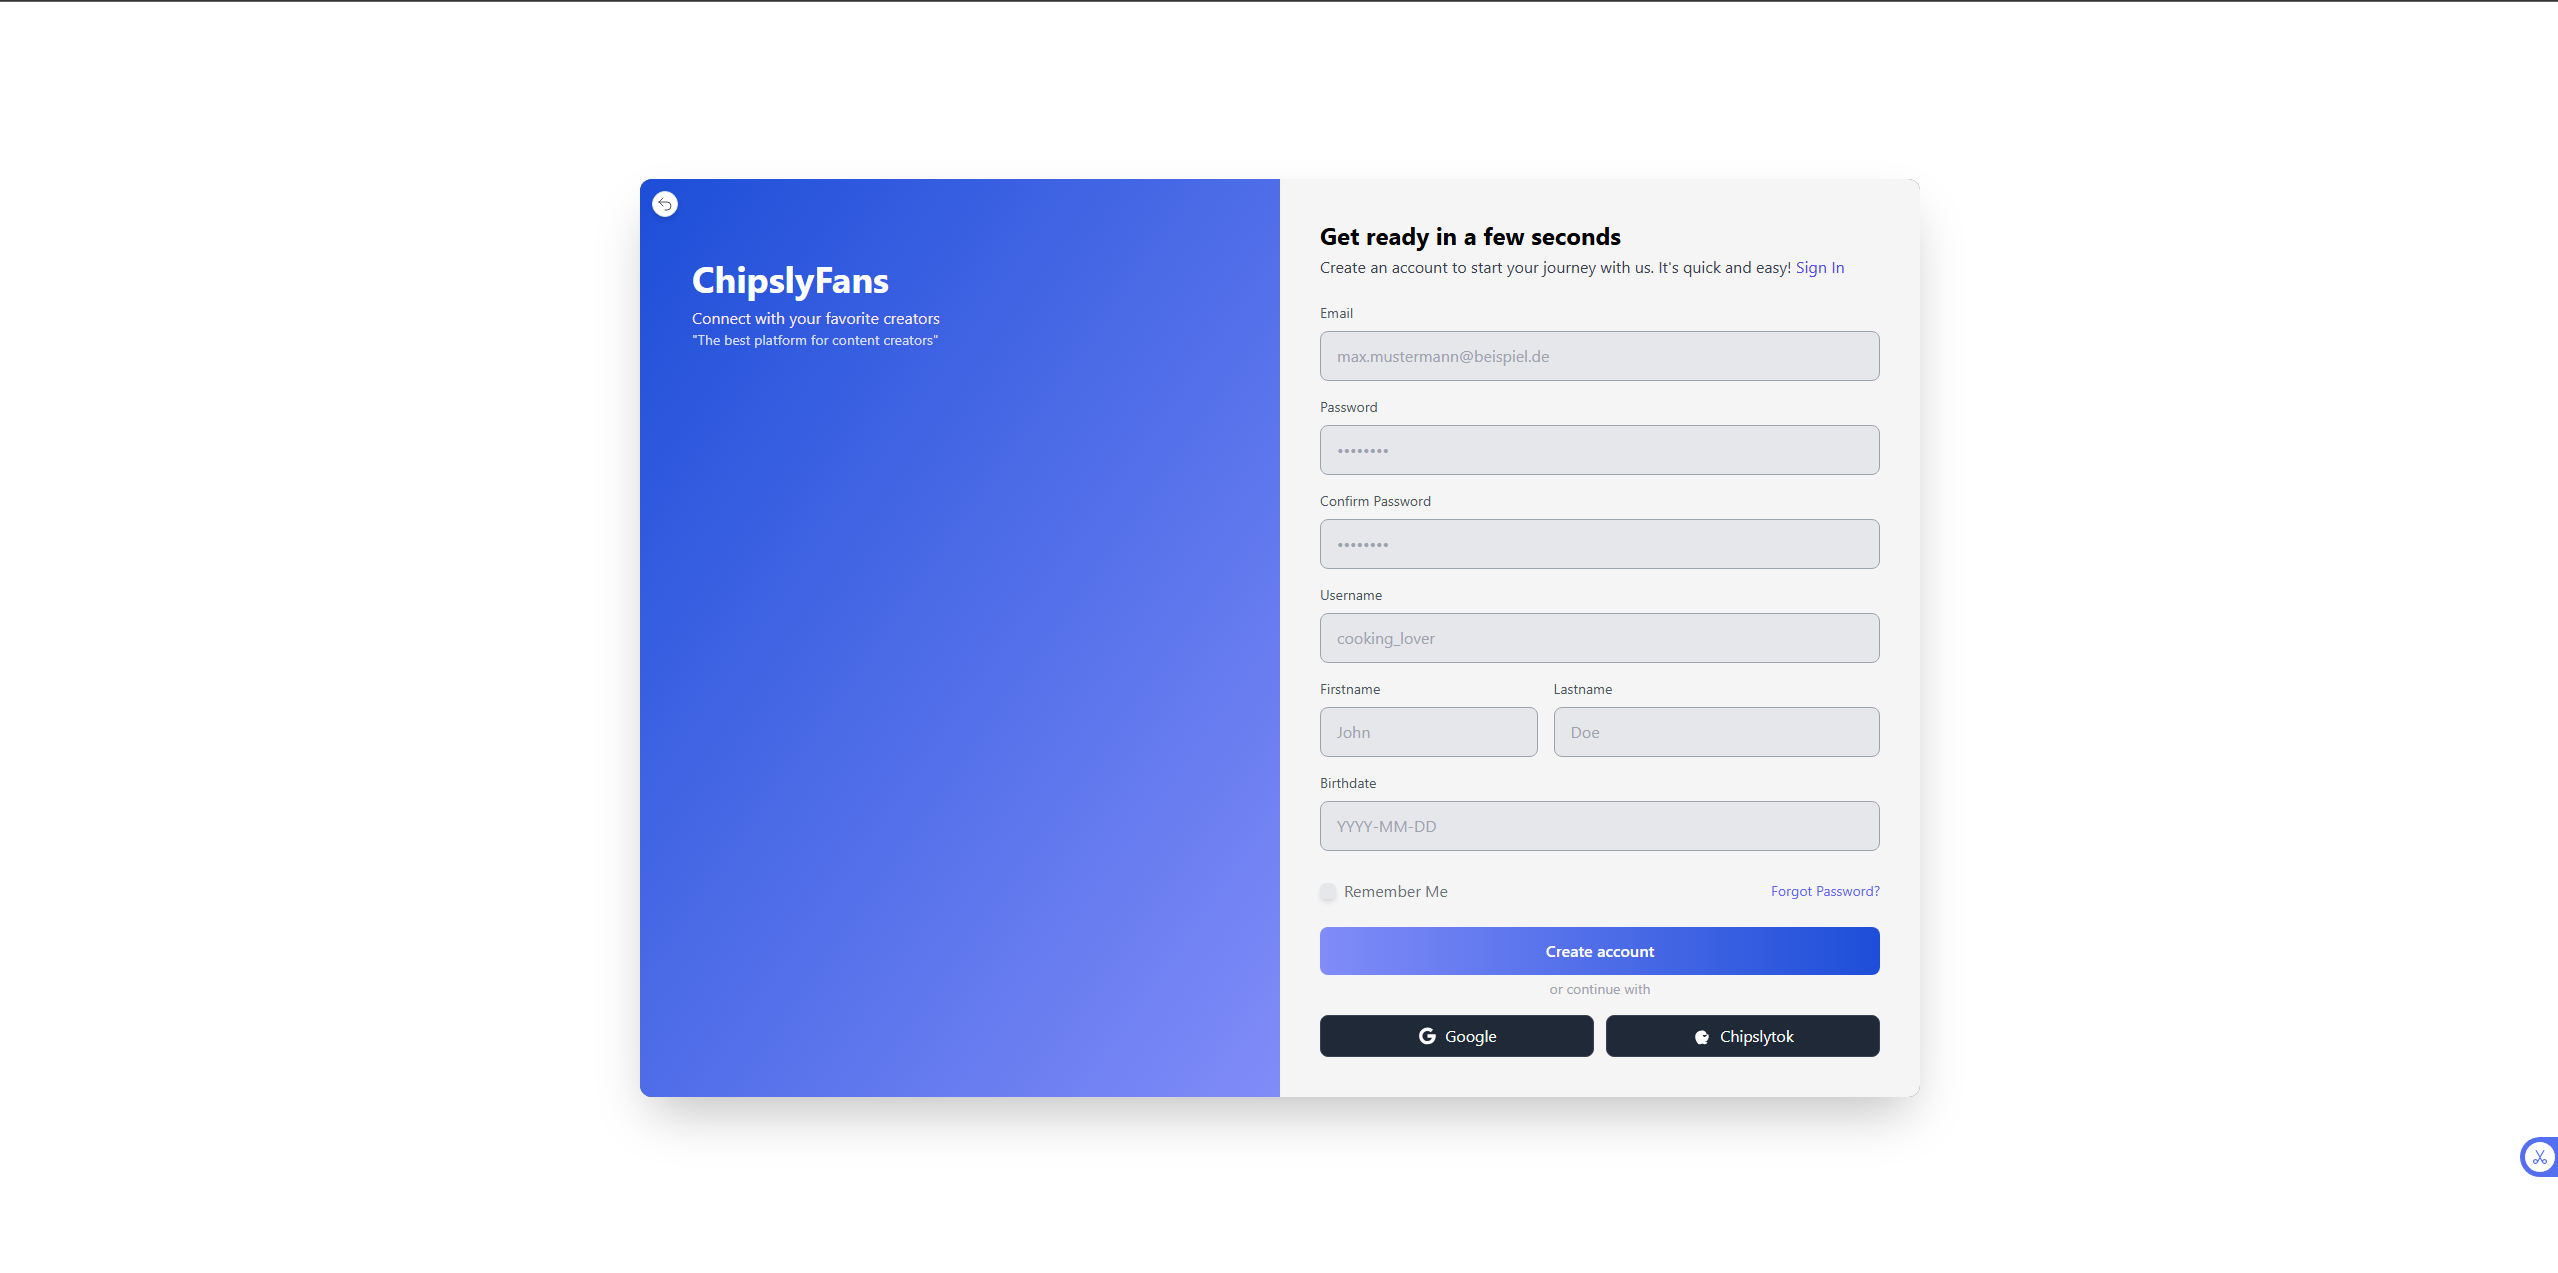 ChipslyFans
Connect with your favorite creators
"The best platform for content creators"
Get ready in a few seconds
Create an account to start your journey with us. It's quick and easy! Sign In
Email
max.mustermann@beispiel.de
Password
••••••••
Confirm Password
••••••••
Username
cooking_lover
Firstname Lastname
John Doe
Birthdate
YYYY-MM-DD
Remember Me Forgot Password?
Create account
or continue with
Google Chipslytok